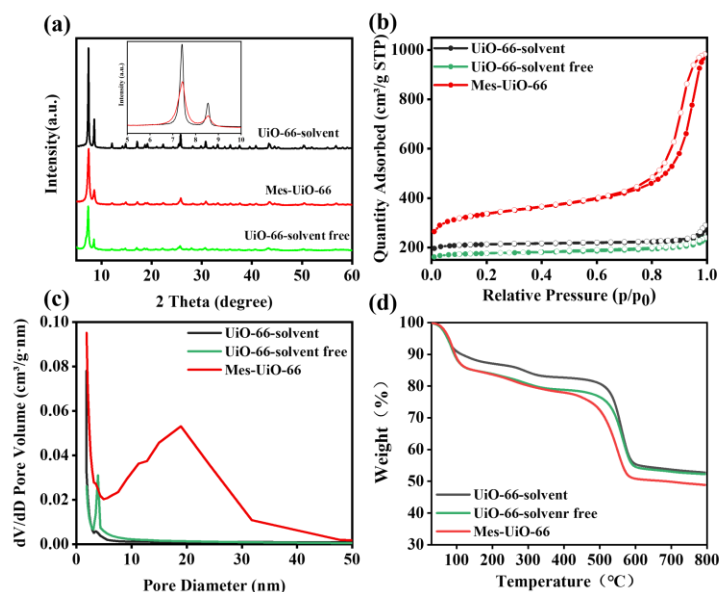 (a)
Intensity(a.u.)
Intensity (a.u.)
5 6 7 8 9 10
UiO-66-solvent
Mes-UiO-66
UiO-66-solvent free
10 20 30 40 50 60
2 Theta (degree)
(b)
Quantity Adsorbed (cm³/g STP)
1000
800
600
400
200
UiO-66-solvent
UiO-66-solvent free
Mes-UiO-66
0.0 0.2 0.4 0.6 0.8 1.0
Relative Pressure (p/p0)
(c)
dV/dD Pore Volume (cm³/g·nm)
0.10
0.08
0.06
0.04
0.02
0.00
UiO-66-solvent
UiO-66-solvent free
Mes-UiO-66
0 10 20 30 40 50
Pore Diameter (nm)
(d)
Weight（%）
100
90
80
70
60
50
40
30
UiO-66-solvent
UiO-66-solvenr free
Mes-UiO-66
100 200 300 400 500 600 700 800
Temperature（℃）